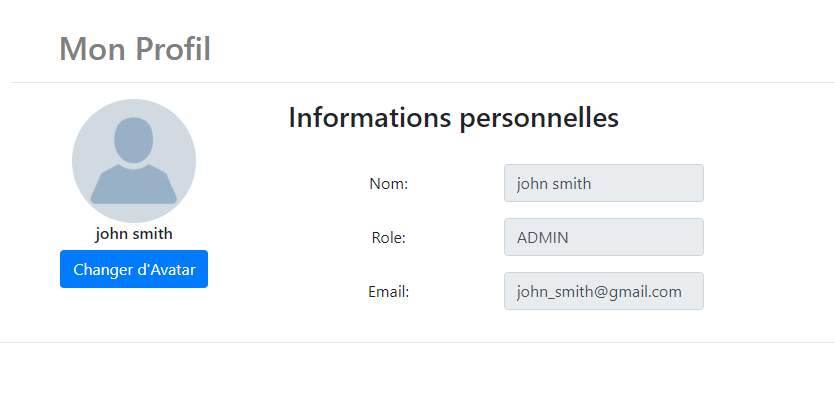 Mon Profil
john smith
Changer d'Avatar
Informations personnelles
Nom: john smith
Role: ADMIN
Email: john_smith@gmail.com